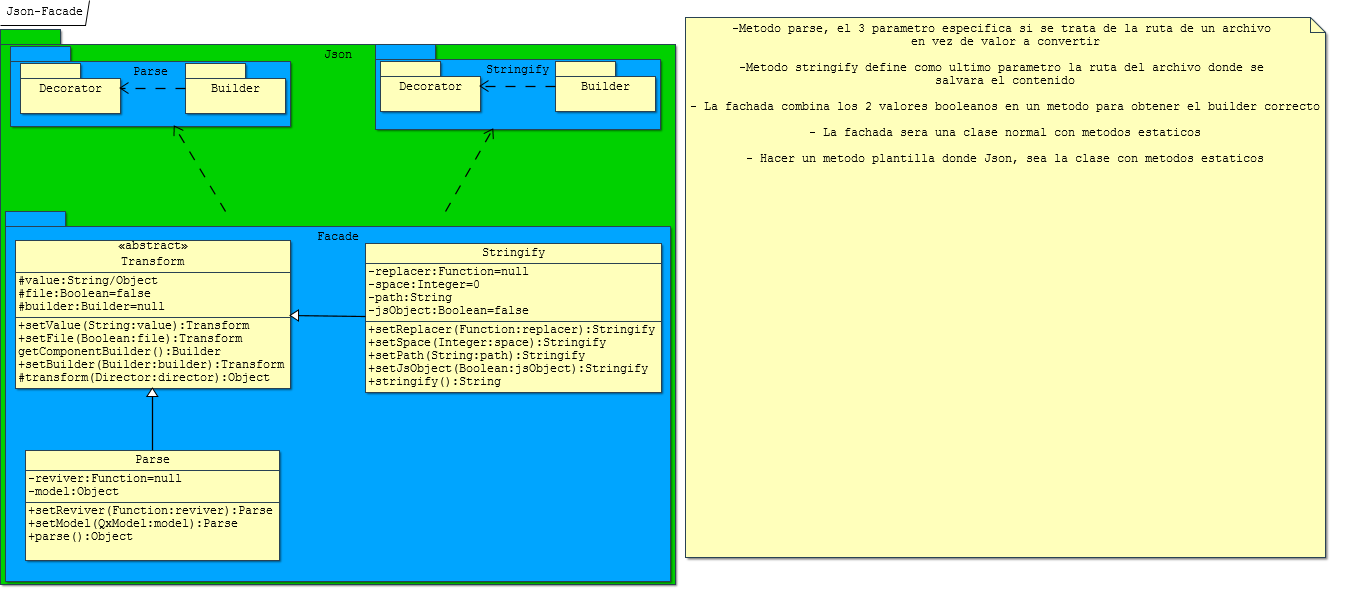 Json-Facade
Json
Parse
Decorator
Builder
Stringify
Decorator
Builder
Facade
«abstract»
Transform
#value:String/Object
#file:Boolean=false
#builder:Builder=null
+setValue(String:value):Transform
+setFile(Boolean:file):Transform
getComponentBuilder():Builder
+setBuilder(Builder:builder):Transform
#transform(Director:director):Object
Stringify
-replacer:Function=null
-space:Integer=0
-path:String
-jsObject:Boolean=false
+setReplacer(Function:replacer):Stringify
+setSpace(Integer:space):Stringify
+setPath(String:path):Stringify
+setJsObject(Boolean:jsObject):Stringify
+stringify():String
Parse
-reviver:Function=null
-model:Object
+setReviver(Function:reviver):Parse
+setModel(QxModel:model):Parse
+parse():Object
-Metodo parse, el 3 parametro especifica si se trata de la ruta de un archivo
en vez de valor a convertir
-Metodo stringify define como ultimo parametro la ruta del archivo donde se
salvara el contenido
- La fachada combina los 2 valores booleanos en un metodo para obtener el builder correcto
- La fachada sera una clase normal con metodos estaticos
- Hacer un metodo plantilla donde Json, sea la clase con metodos estaticos